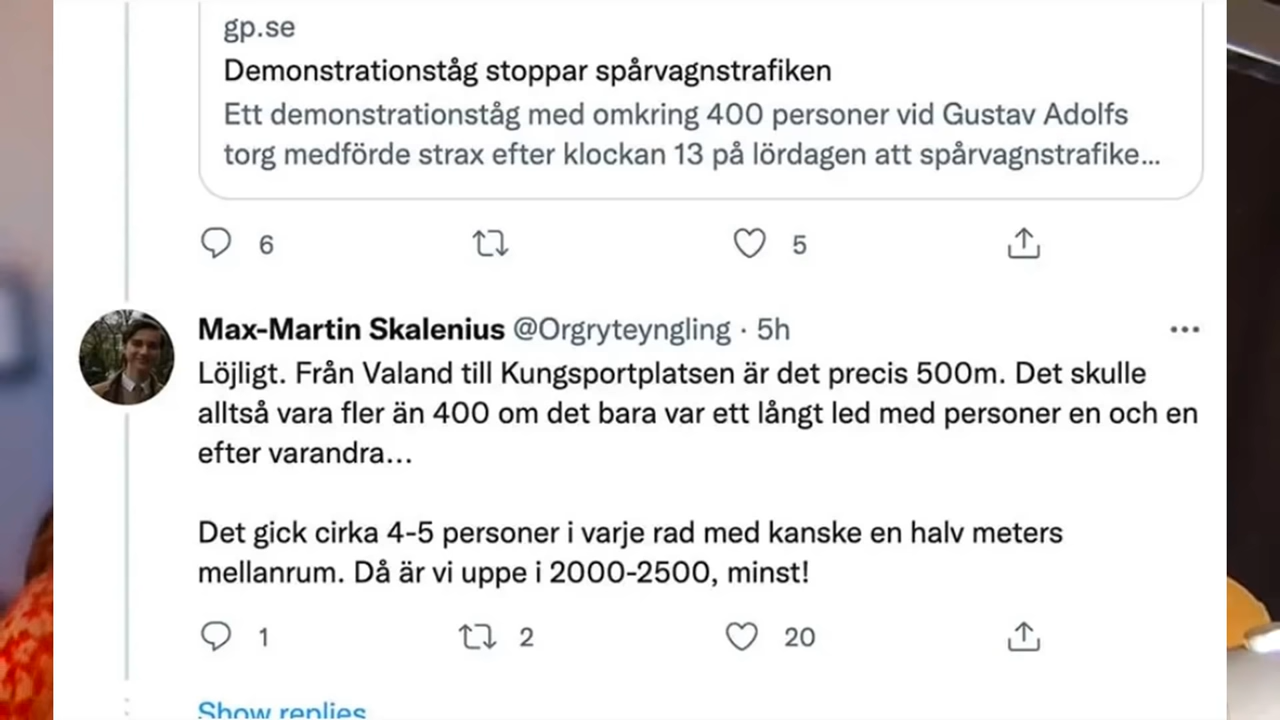 gp.se
Demonstrationståg stoppar spårvagnstrafiken
Ett demonstrationståg med omkring 400 personer vid Gustav Adolfs
torg medförde strax efter klockan 13 på lördagen att spårvagnstrafike...
6
5
Max-Martin Skalenius @Orgryteyngling · 5h
Löjligt. Från Valand till Kungsportplatsen är det precis 500m. Det skulle
alltså vara fler än 400 om det bara var ett långt led med personer en och en
efter varandra...
Det gick cirka 4-5 personer i varje rad med kanske en halv meters
mellanrum. Då är vi uppe i 2000-2500, minst!
1
2
20
Show replies